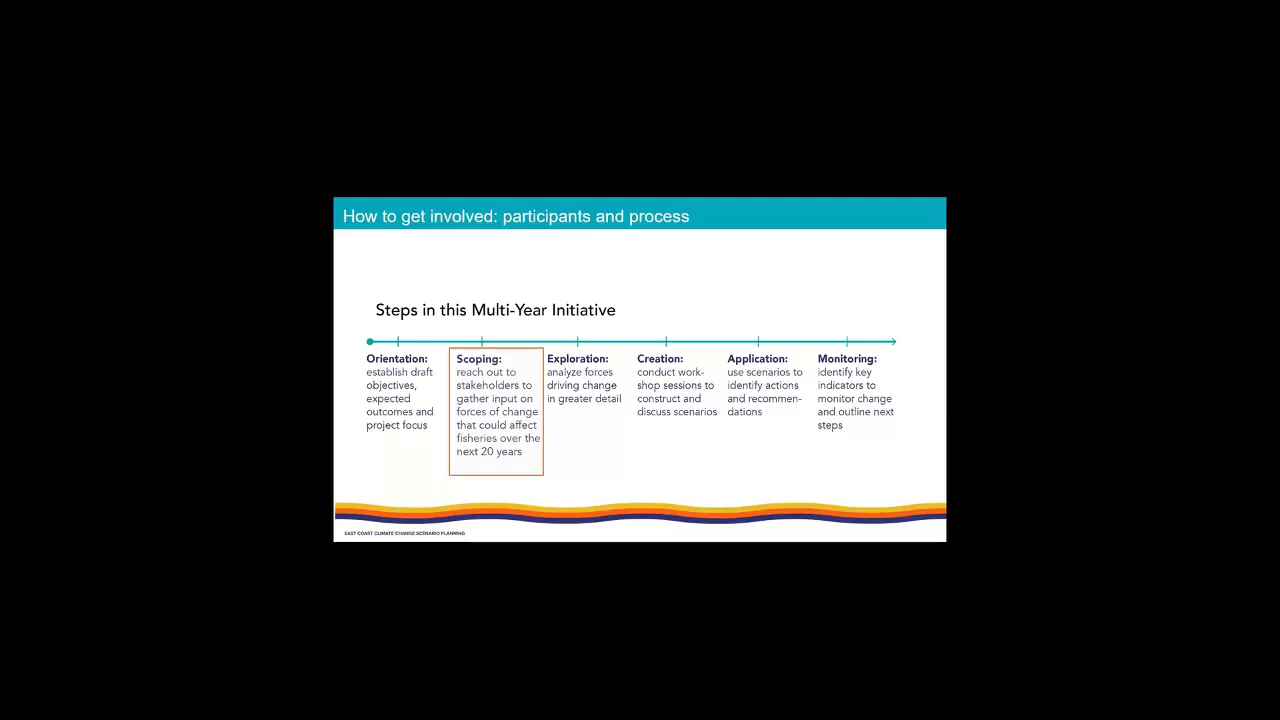 How to get involved: participants and process
Steps in this Multi-Year Initiative
Orientation:
establish draft
objectives,
expected
outcomes and
project focus
Scoping:
reach out to
stakeholders to
gather input on
forces of change
that could affect
fisheries over the
next 20 years
Exploration:
analyze forces
driving change
in greater detail
Creation:
conduct work-
shop sessions to
construct and
discuss scenarios
Application:
use scenarios to
identify actions
and recommen-
dations
Monitoring:
identify key
indicators to
monitor change
and outline next
steps
EAST COAST CLIMATE CHANGE SCENARIO PLANNING